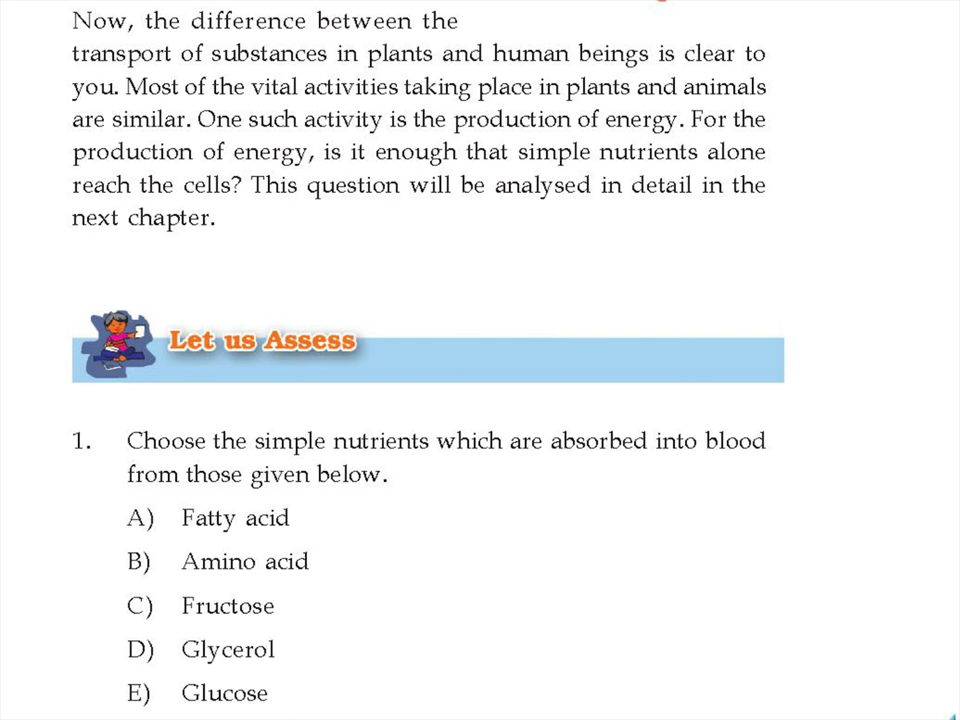 Now, the difference between the
transport of substances in plants and human beings is clear to
you. Most of the vital activities taking place in plants and animals
are similar. One such activity is the production of energy. For the
production of energy, is it enough that simple nutrients alone
reach the cells? This question will be analysed in detail in the
next chapter.
Let us Assess
1. Choose the simple nutrients which are absorbed into blood
from those given below.
A) Fatty acid
B) Amino acid
C) Fructose
D) Glycerol
E) Glucose